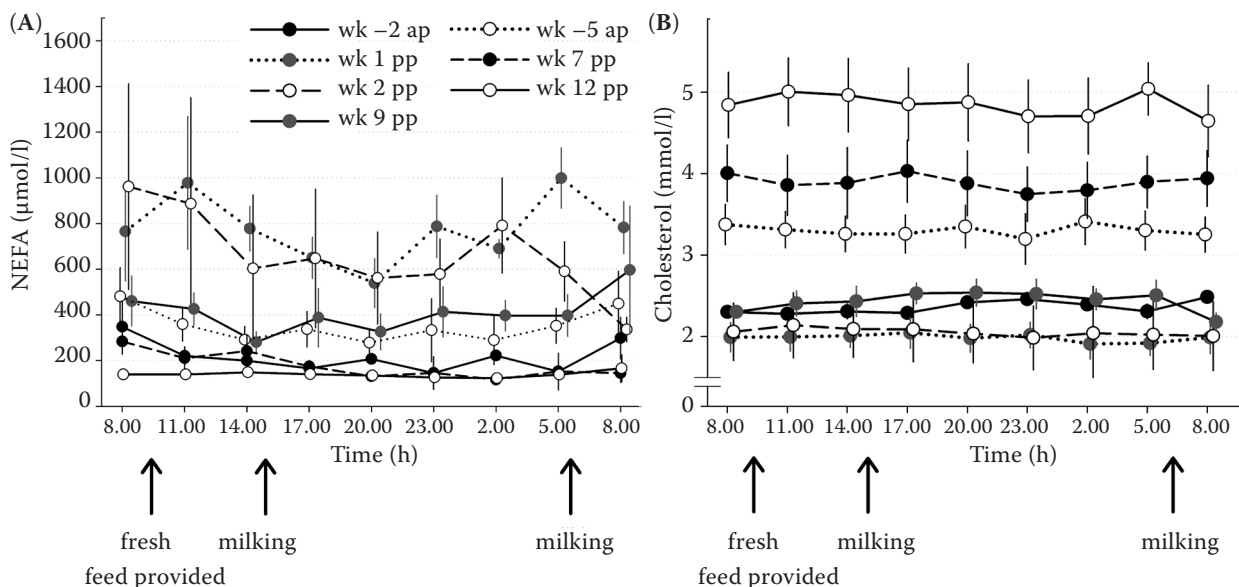 (A)
NEFA (µmol/l)
1600
1400
1200
1000
800
600
400
200
0
wk −2 ap
wk −5 ap
wk 1 pp
wk 7 pp
wk 2 pp
wk 12 pp
wk 9 pp
8.00 11.00 14.00 17.00 20.00 23.00 2.00 5.00 8.00
Time (h)
fresh
feed provided
milking
milking
(B)
Cholesterol (mmol/l)
5
4
3
2
0
8.00 11.00 14.00 17.00 20.00 23.00 2.00 5.00 8.00
Time (h)
fresh
feed provided
milking
milking